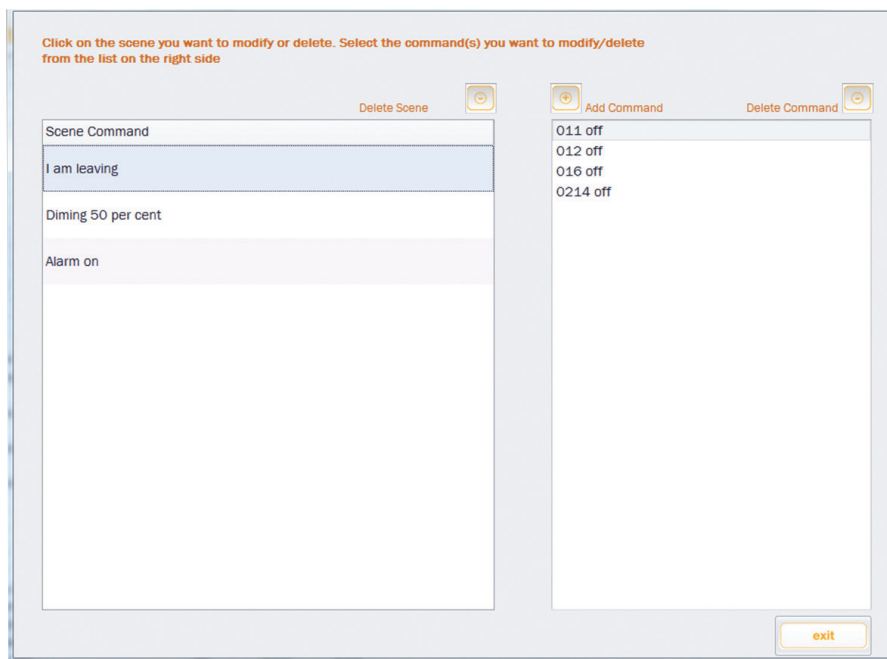 Click on the scene you want to modify or delete. Select the command(s) you want to modify/delete
from the list on the right side
Delete Scene
Add Command
Delete Command
Scene Command
I am leaving
Diming 50 per cent
Alarm on
011 off
012 off
016 off
0214 off
exit